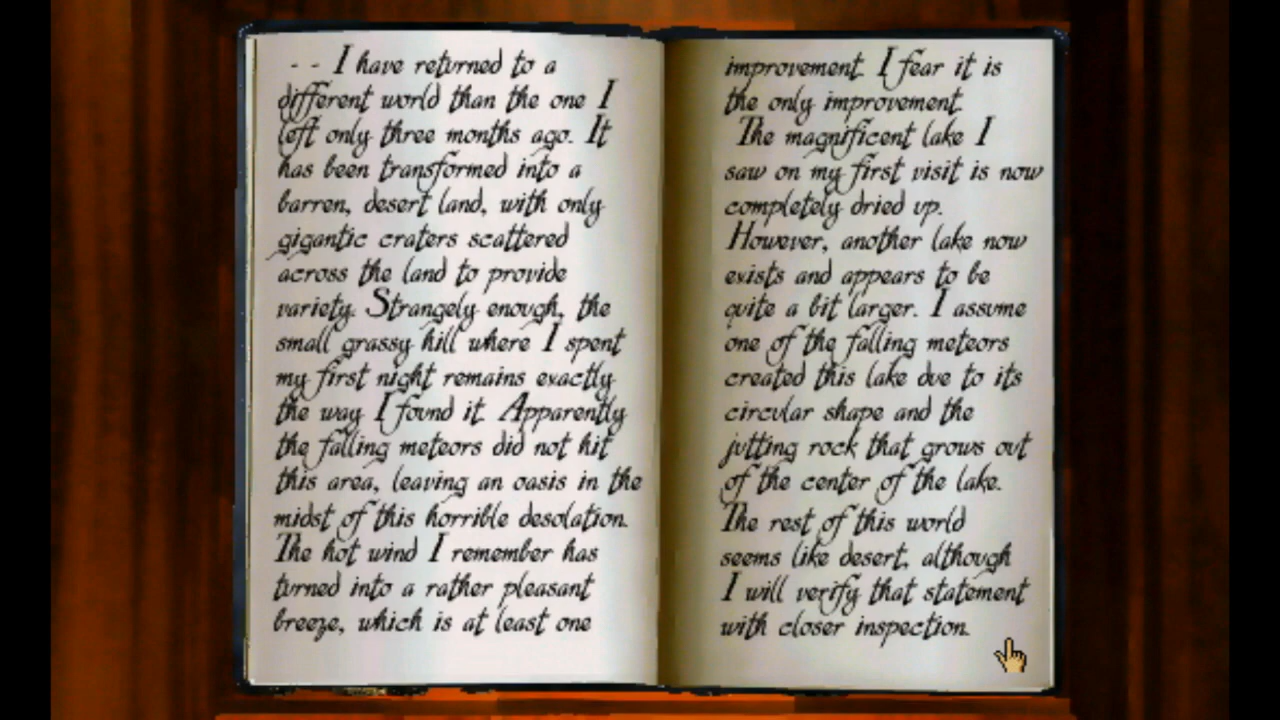 - - I have returned to a
different world than the one I
left only three months ago. It
has been transformed into a
barren, desert land, with only
gigantic craters scattered
across the land to provide
variety. Strangely enough, the
small grassy hill where I spent
my first night remains exactly
the way I found it. Apparently
the falling meteors did not hit
this area, leaving an oasis in the
midst of this horrible desolation.
The hot wind I remember has
turned into a rather pleasant
breeze, which is at least one
improvement. I fear it is
the only improvement.
The magnificent lake I
saw on my first visit is now
completely dried up.
However, another lake now
exists and appears to be
quite a bit larger. I assume
one of the falling meteors
created this lake due to its
circular shape and the
jutting rock that grows out
of the center of the lake.
The rest of this world
seems like desert, although
I will verify that statement
with closer inspection.